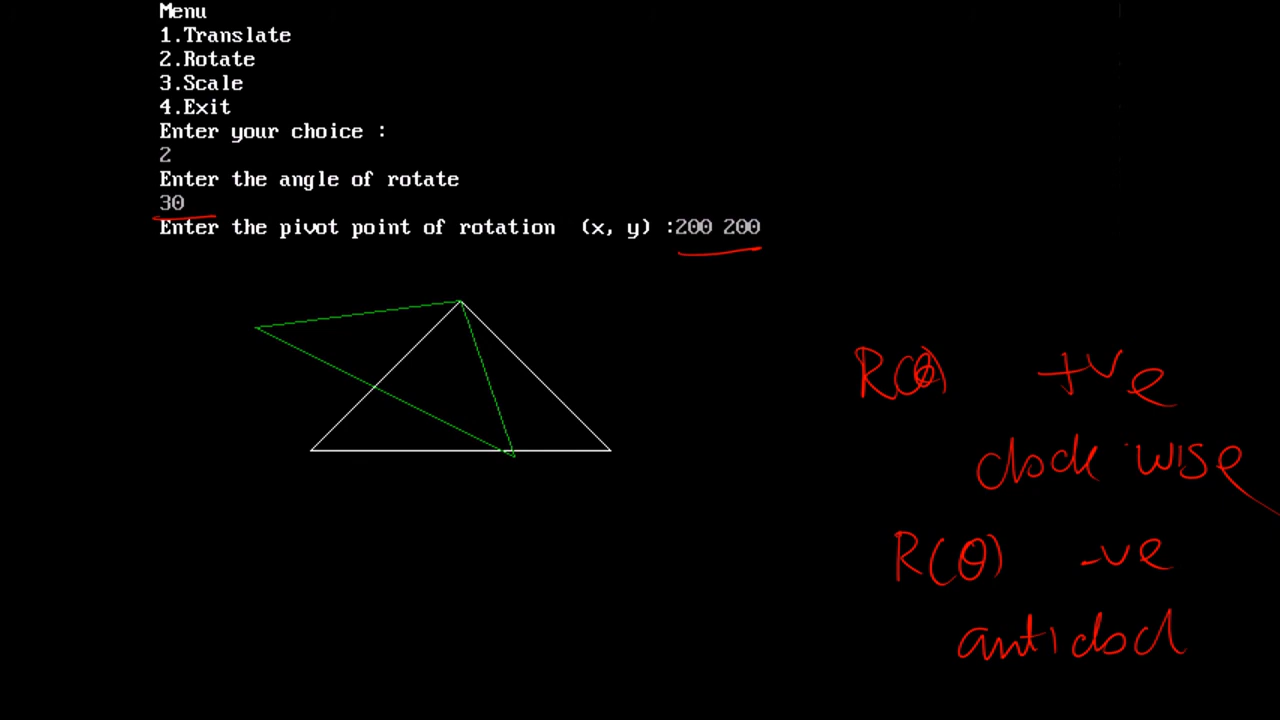 Menu
1.Translate
2.Rotate
3.Scale
4.Exit
Enter your choice :
2
Enter the angle of rotate
30
Enter the pivot point of rotation (x, y) :200 200
R(θ) +ve
clock wise
R(θ) -ve
anticlocl